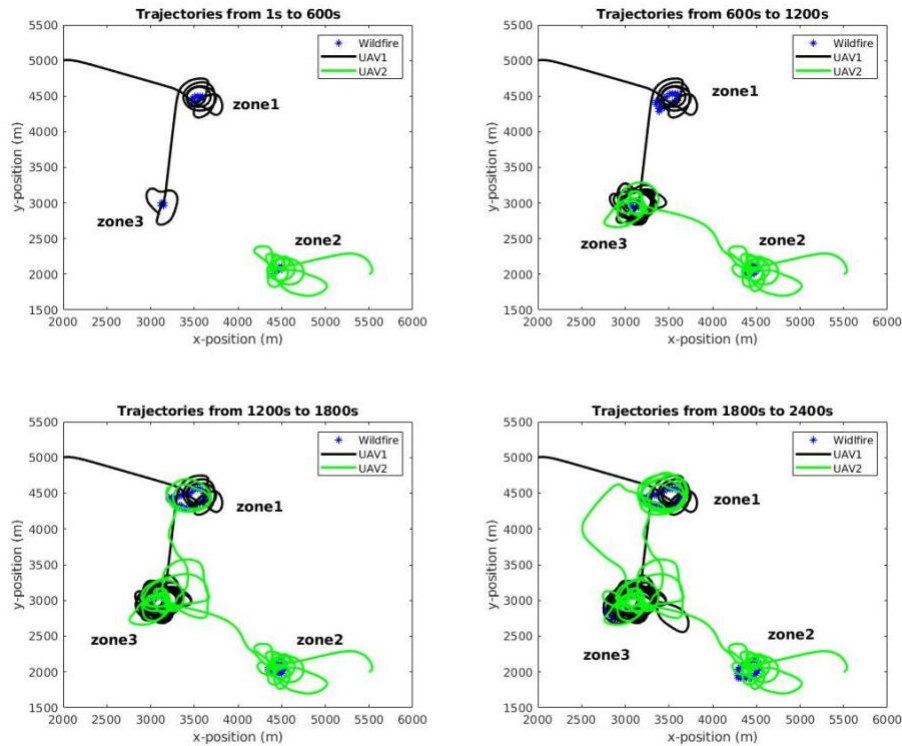 Trajectories from 1s to 600s
5500
5000
4500
4000
3500
3000
2500
2000
1500
y-position (m)
2000 2500 3000 3500 4000 4500 5000 5500 6000
x-position (m)
Wildfire
UAV1
UAV2
zone1
zone3
zone2
Trajectories from 600s to 1200s
5500
5000
4500
4000
3500
3000
2500
2000
1500
y-position (m)
2000 2500 3000 3500 4000 4500 5000 5500 6000
x-position (m)
Wildfire
UAV1
UAV2
zone1
zone3
zone2
Trajectories from 1200s to 1800s
5500
5000
4500
4000
3500
3000
2500
2000
1500
y-position (m)
2000 2500 3000 3500 4000 4500 5000 5500 6000
x-position (m)
Wildfire
UAV1
UAV2
zone1
zone3
zone2
Trajectories from 1800s to 2400s
5500
5000
4500
4000
3500
3000
2500
2000
1500
y-position (m)
2000 2500 3000 3500 4000 4500 5000 5500 6000
x-position (m)
Widlfire
UAV1
UAV2
zone1
zone3
zone2